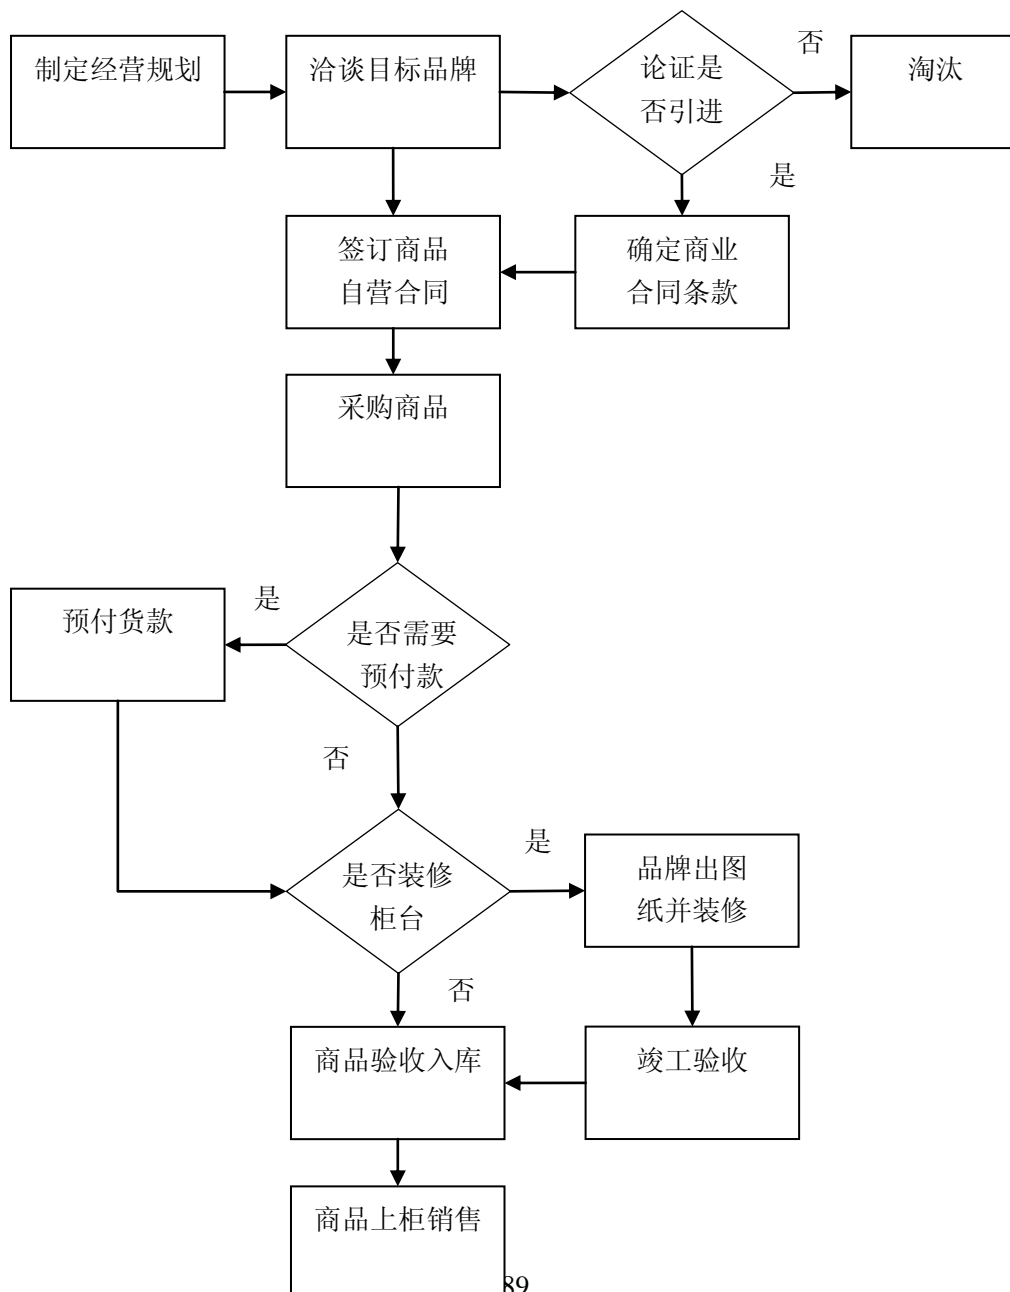 制定经营规划
洽谈目标品牌
论证是
否引进
否
淘汰
是
签订商品
自营合同
确定商业
合同条款
采购商品
是
预付货款
是否需要
预付款
否
是否装修
柜台
是
品牌出图
纸并装修
否
商品验收入库
竣工验收
商品上柜销售
89